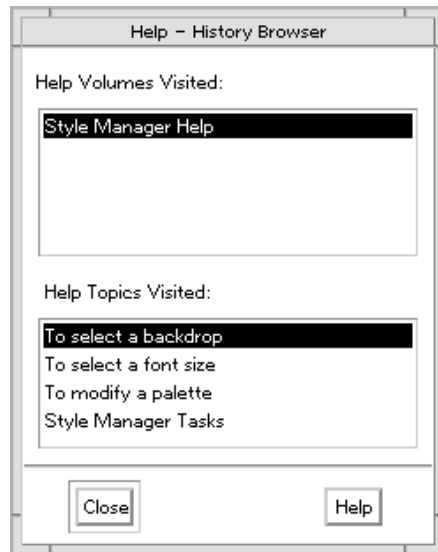 Help - History Browser
Help Volumes Visited:
Style Manager Help
Help Topics Visited:
To select a backdrop
To select a font size
To modify a palette
Style Manager Tasks
Close
Help